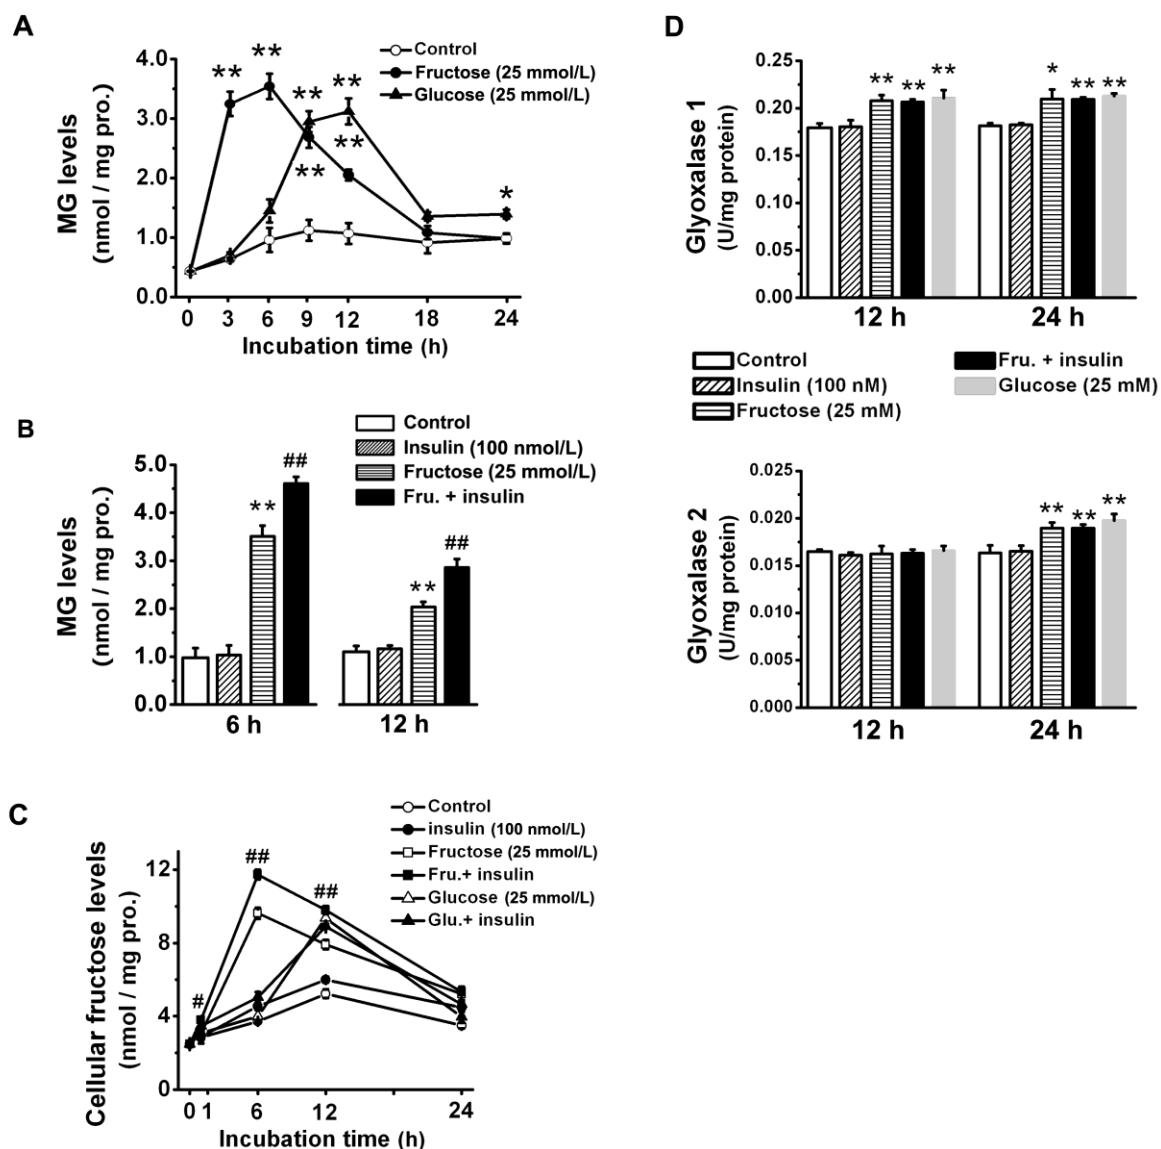 A
MG levels
(nmol / mg pro.)
4.0
3.0
2.0
1.0
0.0
** ** ** ** ** ** *
Control
Fructose (25 mmol/L)
Glucose (25 mmol/L)
0 3 6 9 12 18 24
Incubation time (h)
B
MG levels
(nmol / mg pro.)
5.0
4.0
3.0
2.0
1.0
0.0
Control
Insulin (100 nmol/L)
Fructose (25 mmol/L)
Fru. + insulin
** ## ** ##
6 h 12 h
C
Cellular fructose levels
(nmol / mg pro.)
12
8
4
0
# ## ##
Control
insulin (100 nmol/L)
Fructose (25 mmol/L)
Fru.+ insulin
Glucose (25 mmol/L)
Glu.+ insulin
0 1 6 12 24
Incubation time (h)
D
Glyoxalase 1
(U/mg protein)
0.25
0.20
0.15
0.10
0.05
0.00
** ** ** * ** **
12 h 24 h
Control
Insulin (100 nM)
Fructose (25 mM)
Fru. + insulin
Glucose (25 mM)
Glyoxalase 2
(U/mg protein)
0.025
0.020
0.015
0.010
0.005
0.000
** ** **
12 h 24 h